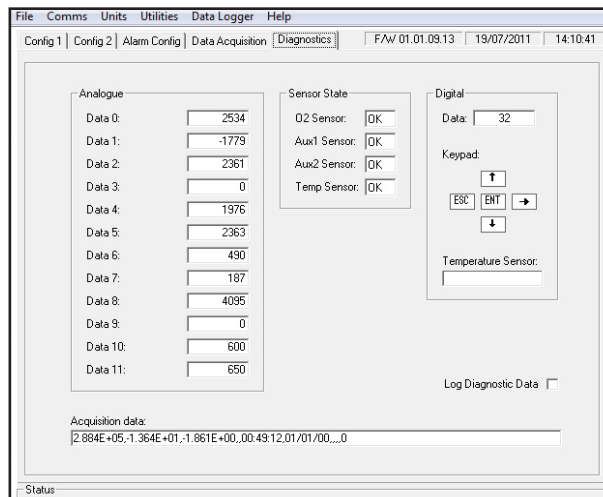 File Comms Units Utilities Data Logger Help
Config 1 Config 2 Alarm Config Data Acquisition Diagnostics F/W 01.01.09.13 19/07/2011 14:10:41
Analogue
Data 0: 2534
Data 1: -1779
Data 2: 2361
Data 3: 0
Data 4: 1976
Data 5: 2363
Data 6: 490
Data 7: 187
Data 8: 4095
Data 9: 0
Data 10: 600
Data 11: 650
Sensor State
O2 Sensor: OK
Aux1 Sensor: OK
Aux2 Sensor: OK
Temp Sensor: OK
Digital
Data: 32
Keypad:
↑
ESC ENT →
↓
Temperature Sensor:
Log Diagnostic Data
Acquisition data:
2.884E+05,-1.364E+01,-1.861E+00,,00:49:12,01/01/00,,,,0
Status